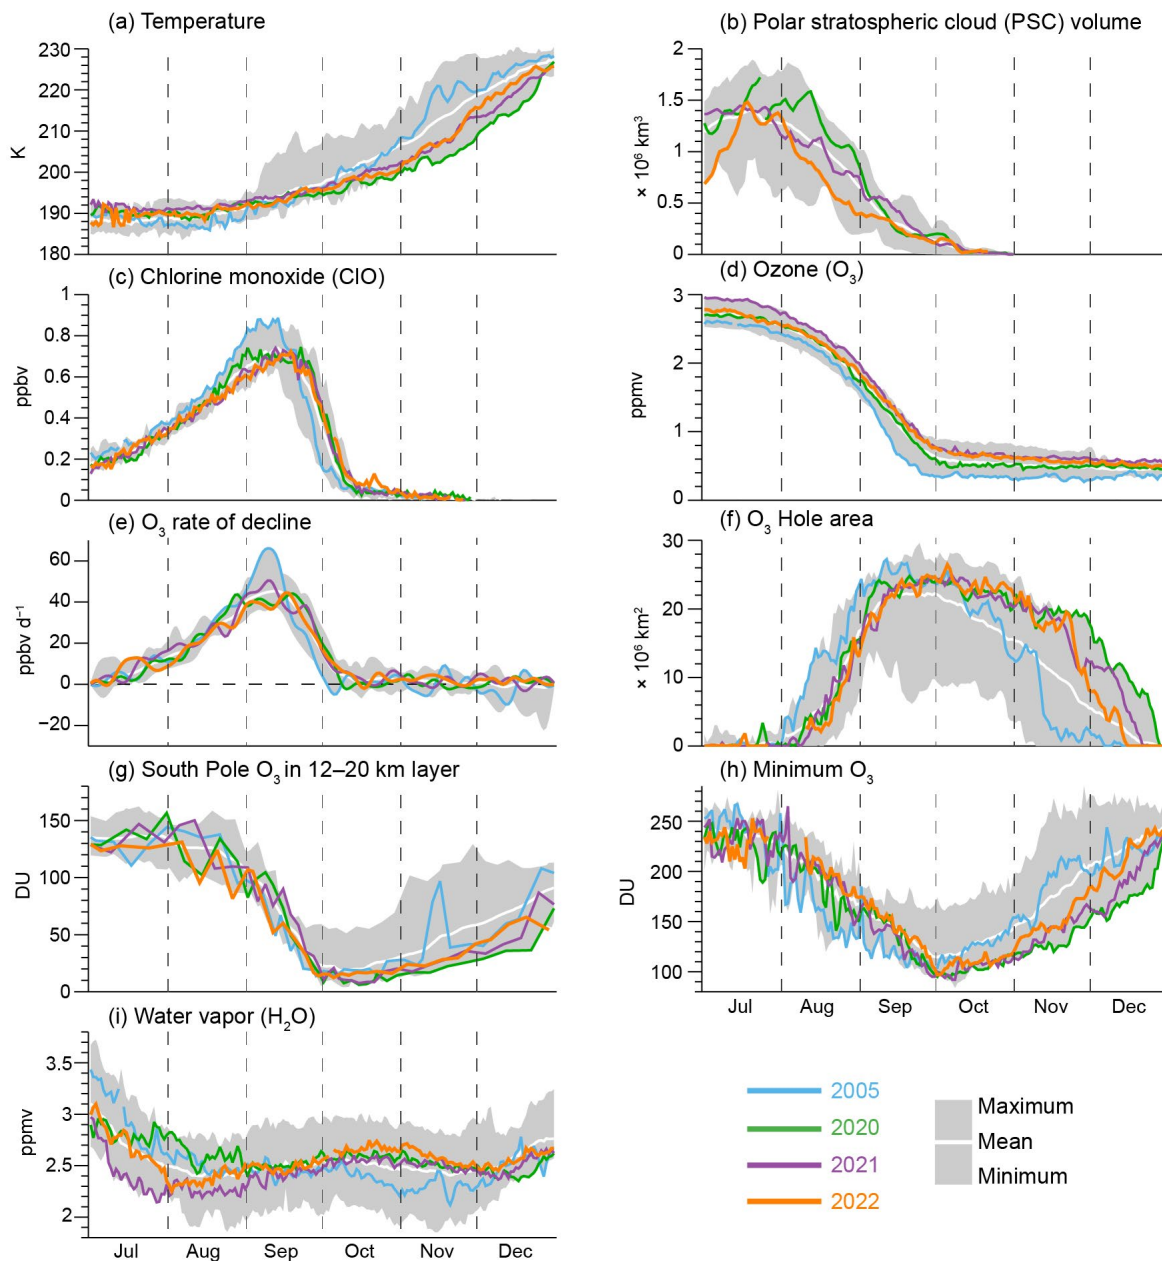 (a) Temperature
230
220
210
200
190
180
K
(b) Polar stratospheric cloud (PSC) volume
2
1.5
1
0.5
0
× 10⁶ km³
(c) Chlorine monoxide (ClO)
1
0.8
0.6
0.4
0.2
0
ppbv
(d) Ozone (O₃)
3
2
1
0
ppmv
(e) O₃ rate of decline
60
40
20
0
−20
ppbv d⁻¹
(f) O₃ Hole area
30
20
10
0
× 10⁶ km²
(g) South Pole O₃ in 12–20 km layer
150
100
50
0
DU
(h) Minimum O₃
250
200
150
100
DU
Jul Aug Sep Oct Nov Dec
(i) Water vapor (H₂O)
3.5
3
2.5
2
ppmv
Jul Aug Sep Oct Nov Dec
2005
2020
2021
2022
Maximum
Mean
Minimum